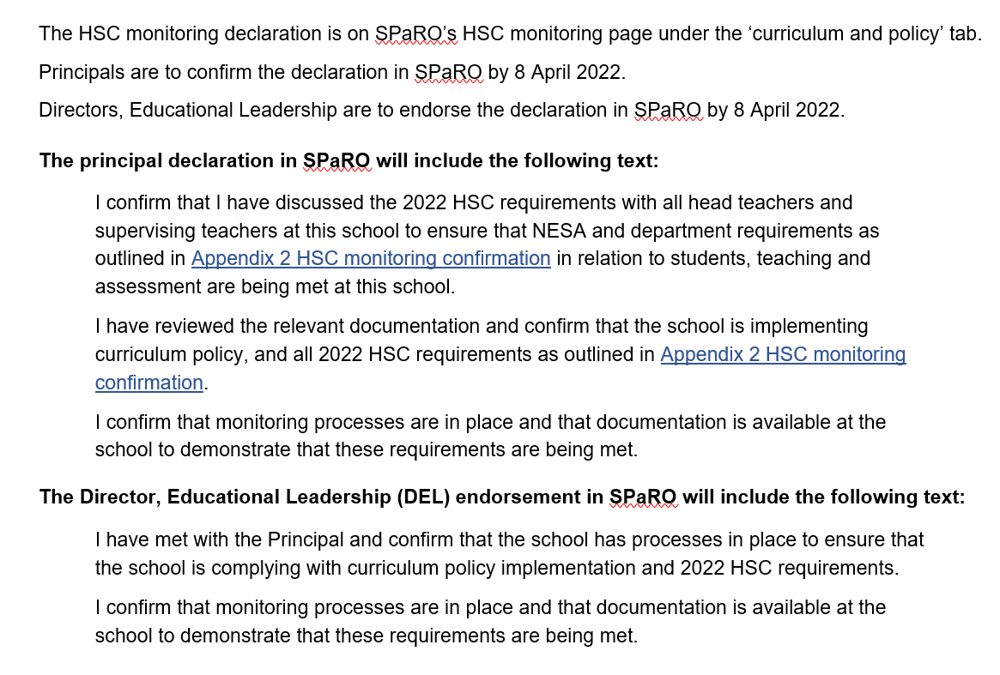 The HSC monitoring declaration is on SPaRO’s HSC monitoring page under the ‘curriculum and policy’ tab.
Principals are to confirm the declaration in SPaRO by 8 April 2022.
Directors, Educational Leadership are to endorse the declaration in SPaRO by 8 April 2022.
The principal declaration in SPaRO will include the following text:
I confirm that I have discussed the 2022 HSC requirements with all head teachers and
supervising teachers at this school to ensure that NESA and department requirements as
outlined in Appendix 2 HSC monitoring confirmation in relation to students, teaching and
assessment are being met at this school.
I have reviewed the relevant documentation and confirm that the school is implementing
curriculum policy, and all 2022 HSC requirements as outlined in Appendix 2 HSC monitoring
confirmation.
I confirm that monitoring processes are in place and that documentation is available at the
school to demonstrate that these requirements are being met.
The Director, Educational Leadership (DEL) endorsement in SPaRO will include the following text:
I have met with the Principal and confirm that the school has processes in place to ensure that
the school is complying with curriculum policy implementation and 2022 HSC requirements.
I confirm that monitoring processes are in place and that documentation is available at the
school to demonstrate that these requirements are being met.